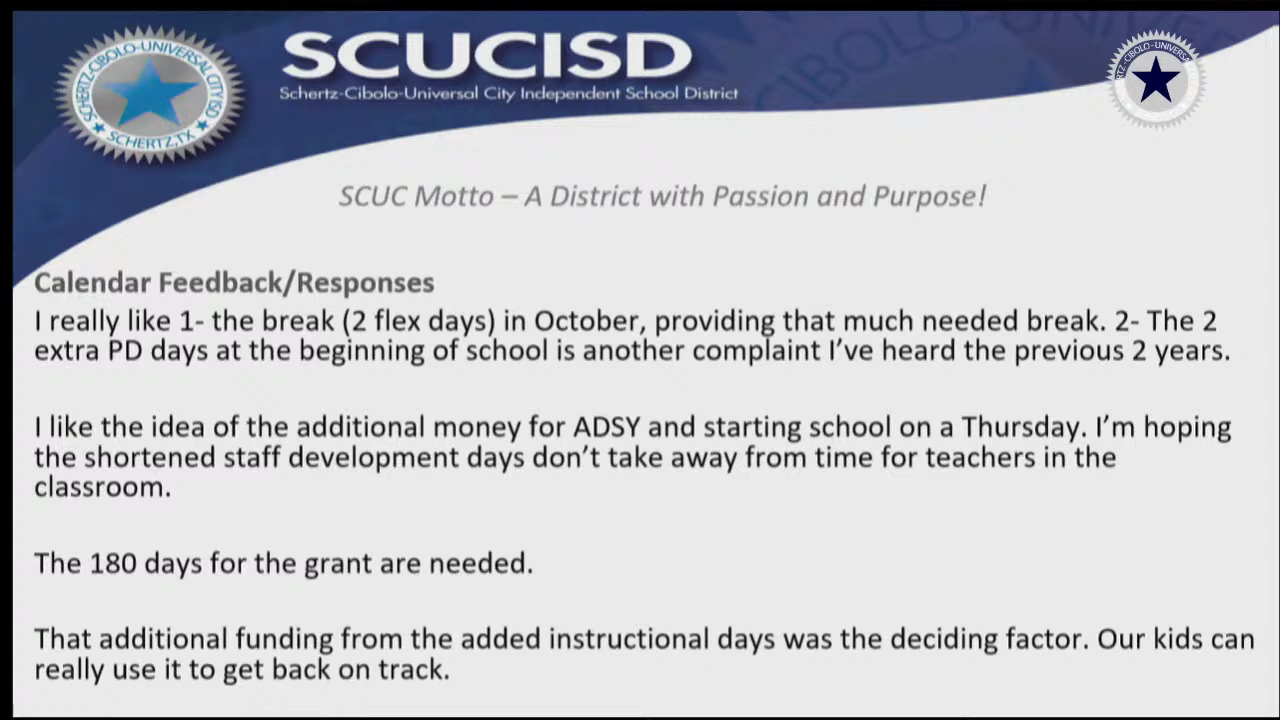 SCUCISD
Schertz-Cibolo-Universal City Independent School District
SCHERTZ-CIBOLO-UNIVERSAL CITY ISD
SCHERTZ, TX
SCUC Motto – A District with Passion and Purpose!
Calendar Feedback/Responses
I really like 1- the break (2 flex days) in October, providing that much needed break. 2- The 2
extra PD days at the beginning of school is another complaint I’ve heard the previous 2 years.
I like the idea of the additional money for ADSY and starting school on a Thursday. I’m hoping
the shortened staff development days don’t take away from time for teachers in the
classroom.
The 180 days for the grant are needed.
That additional funding from the added instructional days was the deciding factor. Our kids can
really use it to get back on track.